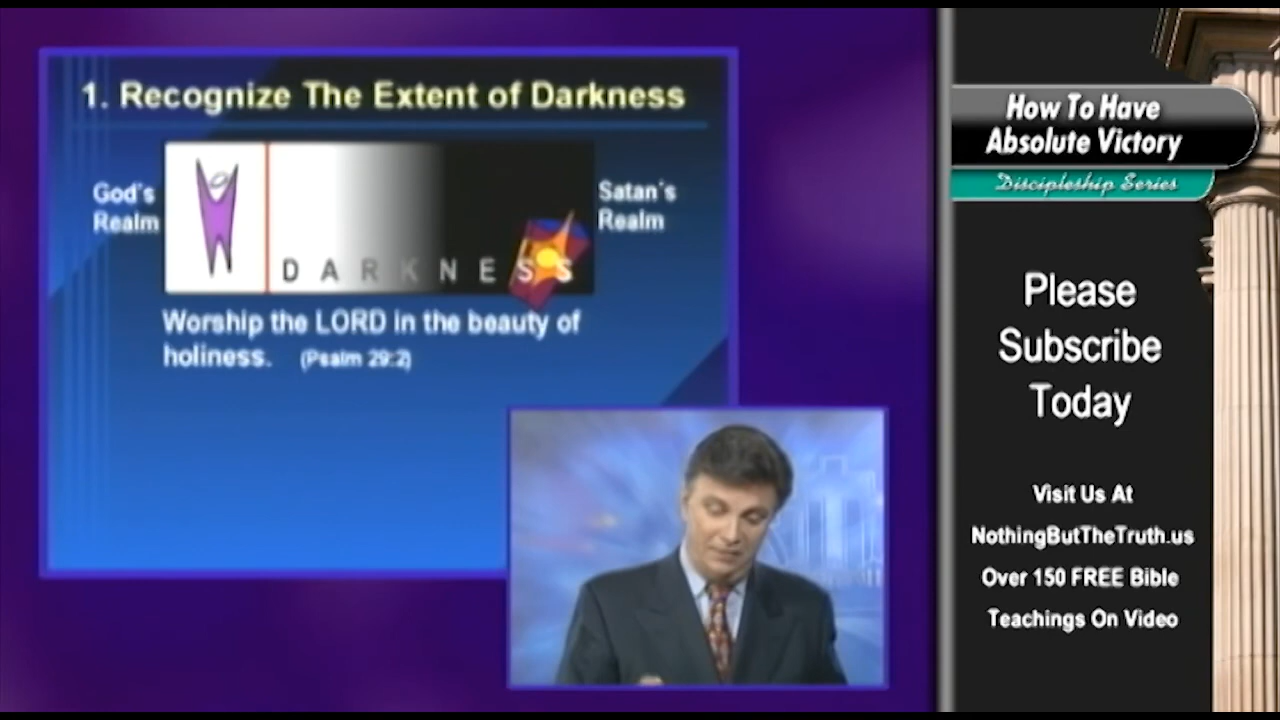 1. Recognize The Extent of Darkness
God's
Realm
Satan's
Realm
D A R K N E S S
Worship the LORD in the beauty of
holiness. (Psalm 29:2)
How To Have
Absolute Victory
Discipleship Series
Please
Subscribe
Today
Visit Us At
NothingButTheTruth.us
Over 150 FREE Bible
Teachings On Video